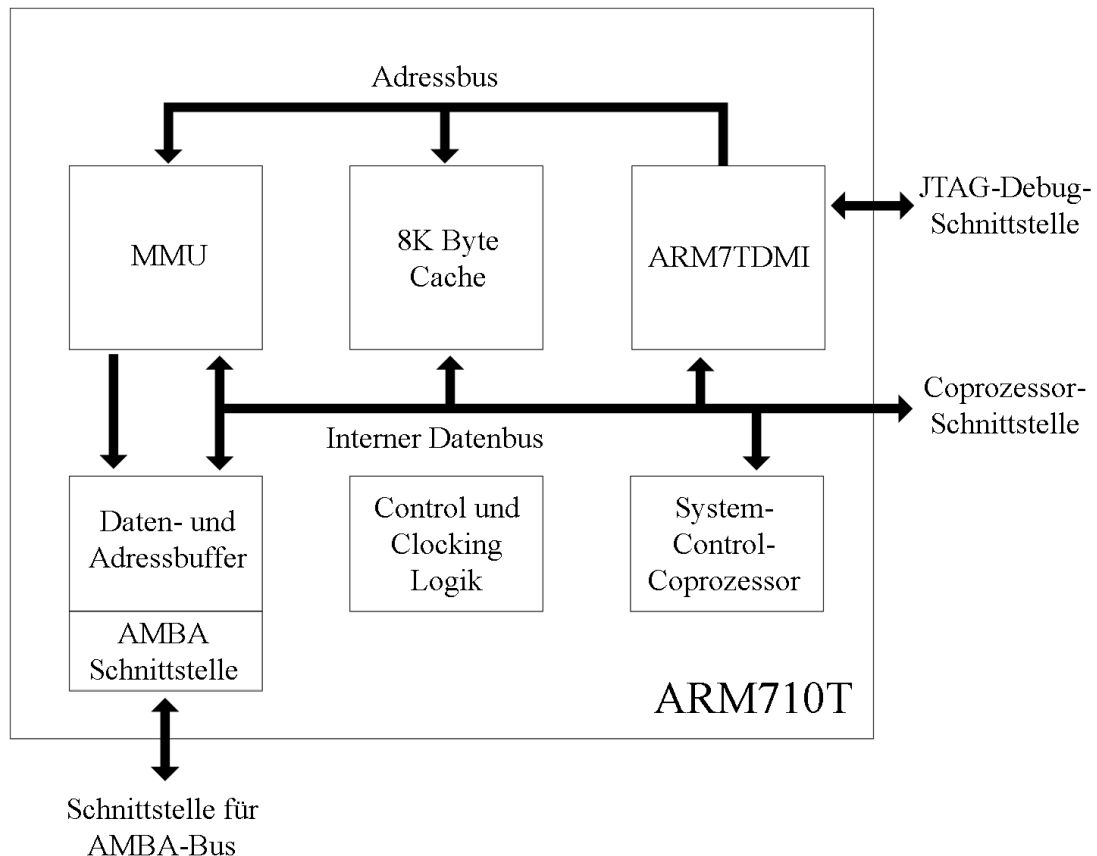 Adressbus
MMU
8K Byte
Cache
ARM7TDMI
JTAG-Debug-
Schnittstelle
Interner Datenbus
Coprozessor-
Schnittstelle
Daten- und
Adressbuffer
Control und
Clocking
Logik
System-
Control-
Coprozessor
AMBA
Schnittstelle
ARM710T
Schnittstelle für
AMBA-Bus